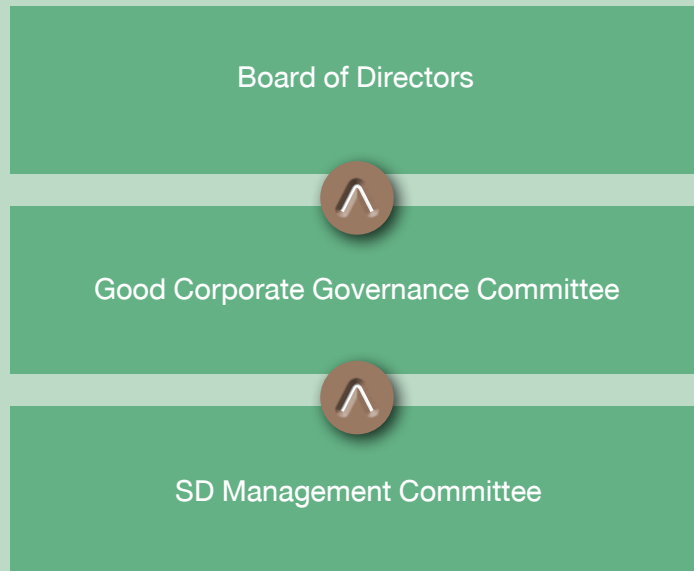 Board of Directors
Good Corporate Governance Committee
SD Management Committee